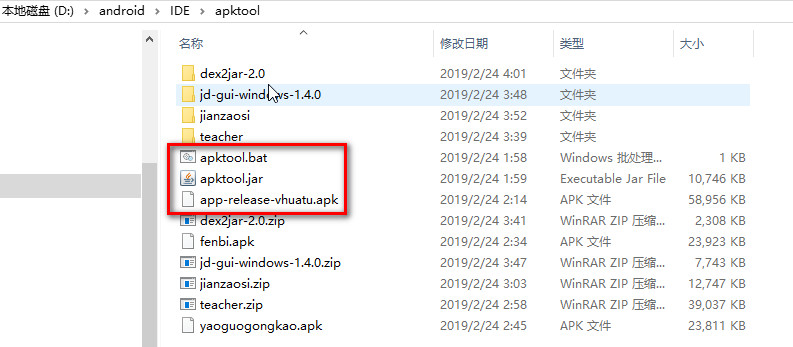 本地磁盘 (D:) > android > IDE > apktool
名称 修改日期 类型 大小
dex2jar-2.0 2019/2/24 4:01 文件夹
jd-gui-windows-1.4.0 2019/2/24 3:48 文件夹
jianzaosi 2019/2/24 3:52 文件夹
teacher 2019/2/24 3:39 文件夹
apktool.bat 2019/2/24 1:58 Windows 批处理... 1 KB
apktool.jar 2019/2/24 1:59 Executable Jar File 10,746 KB
app-release-vhuatu.apk 2019/2/24 2:14 APK 文件 58,956 KB
dex2jar-2.0.zip 2019/2/24 3:41 WinRAR ZIP 压缩... 2,308 KB
fenbi.apk 2019/2/24 2:34 APK 文件 23,923 KB
jd-gui-windows-1.4.0.zip 2019/2/24 3:47 WinRAR ZIP 压缩... 7,743 KB
jianzaosi.zip 2019/2/24 3:03 WinRAR ZIP 压缩... 12,747 KB
teacher.zip 2019/2/24 2:58 WinRAR ZIP 压缩... 39,037 KB
yaoguogongkao.apk 2019/2/24 2:45 APK 文件 23,811 KB